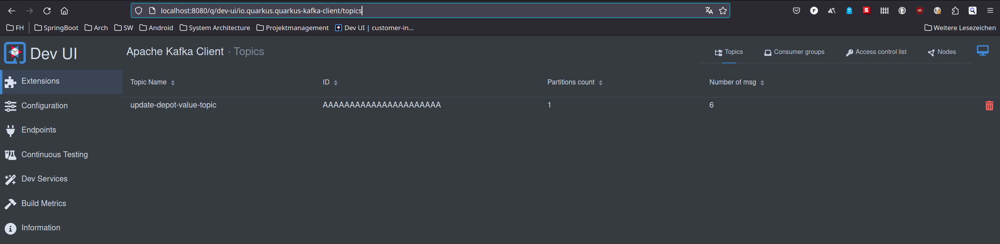 localhost:8080/q/dev-ui/io.quarkus.quarkus-kafka-client/topics
FH SpringBoot Arch SW Android System Architecture Projektmanagement Dev UI | customer-in... Weitere Lesezeichen
Dev UI Apache Kafka Client · Topics Topics Consumer groups Access control list Nodes
Extensions
Topic Name ID Partitions count Number of msg
update-depot-value-topic AAAAAAAAAAAAAAAAAAAAAA 1 6
Configuration
Endpoints
Continuous Testing
Dev Services
Build Metrics
Information